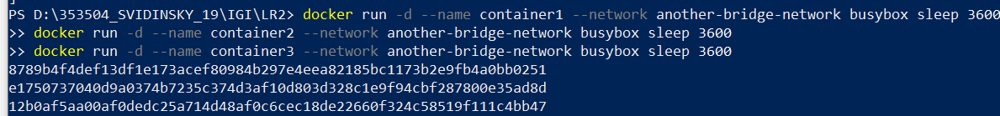 PS D:\353504_SVIDINSKY_19\IGI\LR2> docker run -d --name container1 --network another-bridge-network busybox sleep 3600
>> docker run -d --name container2 --network another-bridge-network busybox sleep 3600
>> docker run -d --name container3 --network another-bridge-network busybox sleep 3600
8789b4f4def13df1e173acef80984b297e4eea82185bc1173b2e9fb4a0bb0251
e1750737040d9a0374b7235c374d3af10d803d328c1e9f94cbf287800e35ad8d
12b0af5aa00af0dedc25a714d48af0c6cec18de22660f324c58519f111c4bb47